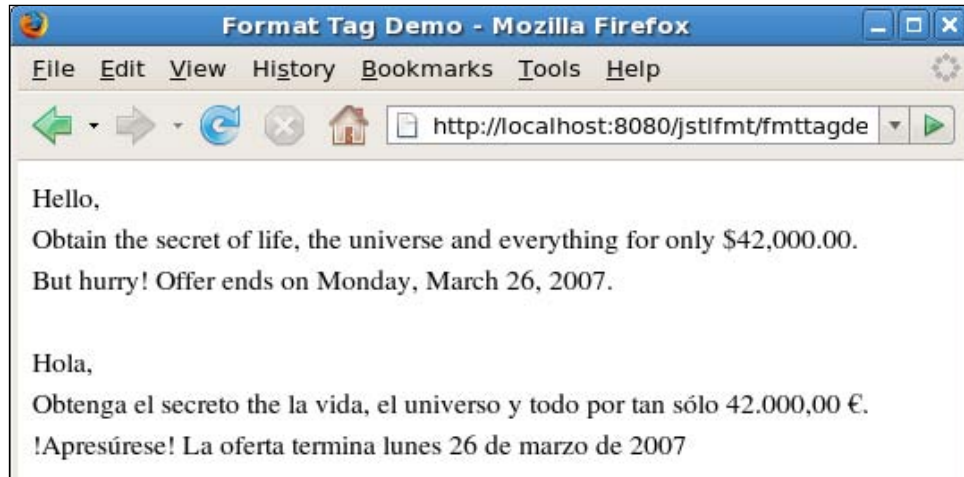 Format Tag Demo - Mozilla Firefox
File Edit View History Bookmarks Tools Help
http://localhost:8080/jstlfmt/fmttagde
Hello,
Obtain the secret of life, the universe and everything for only $42,000.00.
But hurry! Offer ends on Monday, March 26, 2007.
Hola,
Obtenga el secreto the la vida, el universo y todo por tan sólo 42.000,00 €.
!Apresúrese! La oferta termina lunes 26 de marzo de 2007